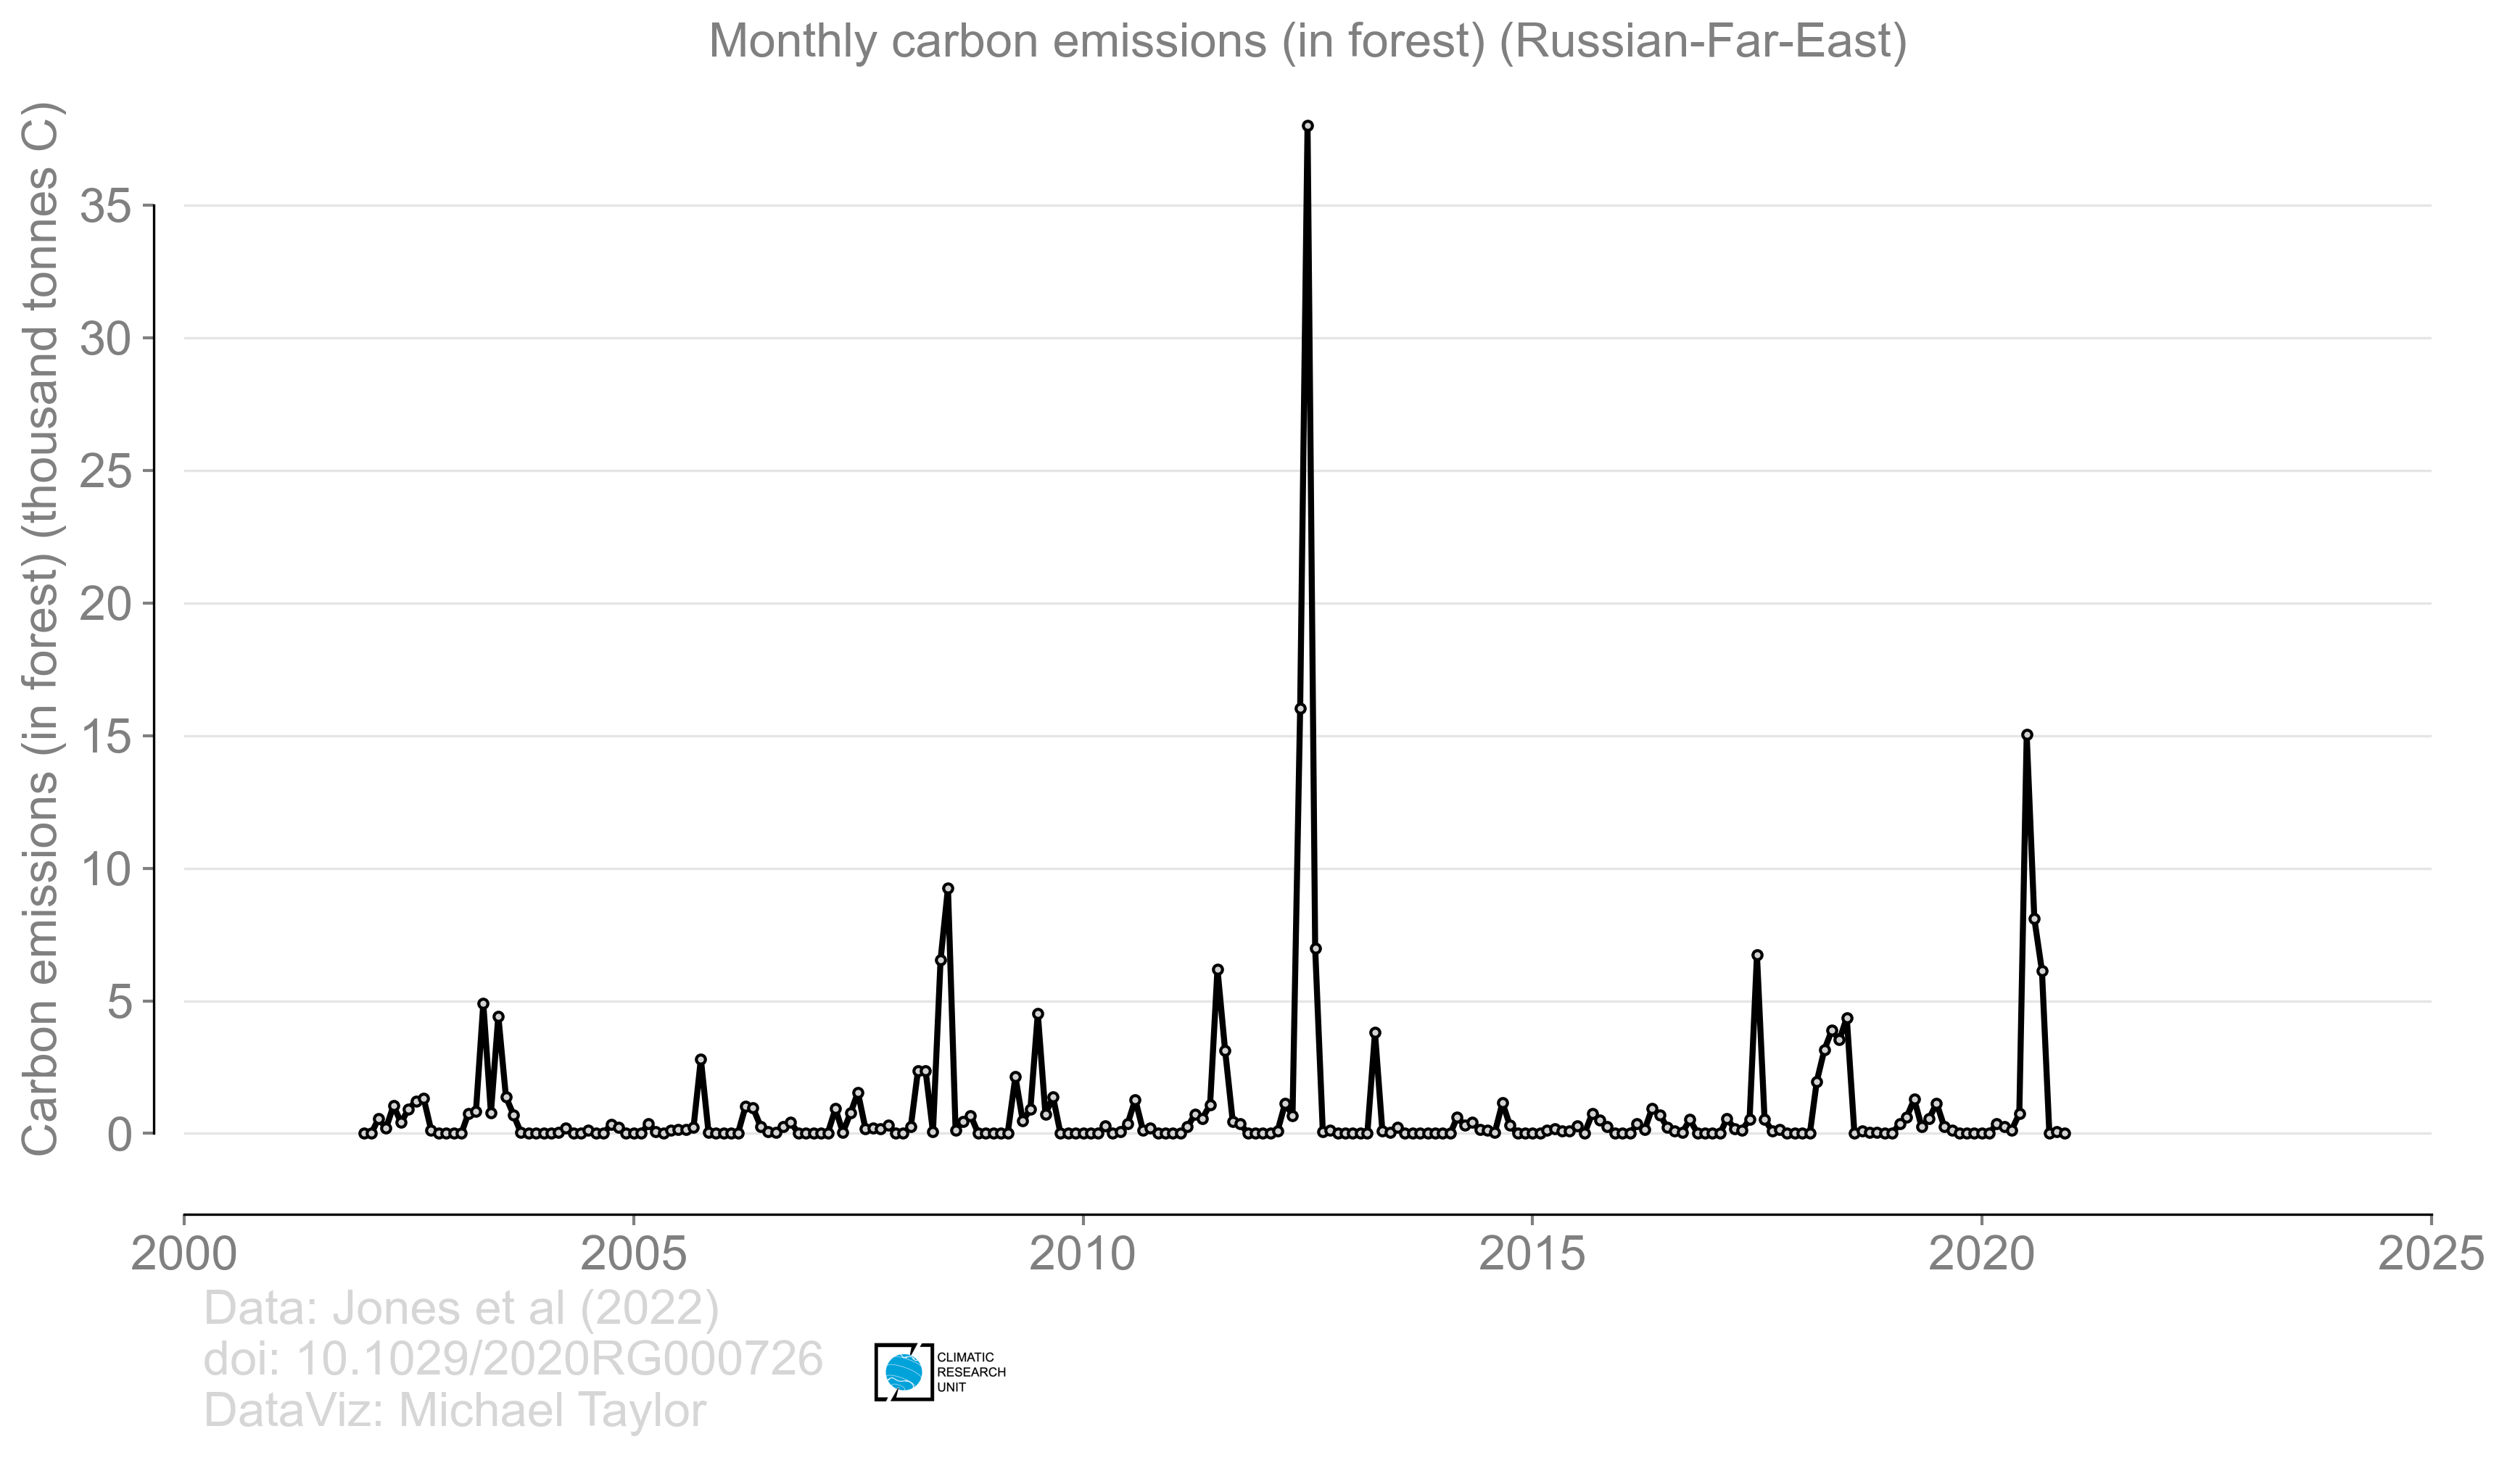 Monthly carbon emissions (in forest) (Russian-Far-East)
Carbon emissions (in forest) (thousand tonnes C)
35
30
25
20
15
10
5
0
2000 2005 2010 2015 2020 2025
Data: Jones et al (2022)
doi: 10.1029/2020RG000726
DataViz: Michael Taylor
CLIMATIC
RESEARCH
UNIT